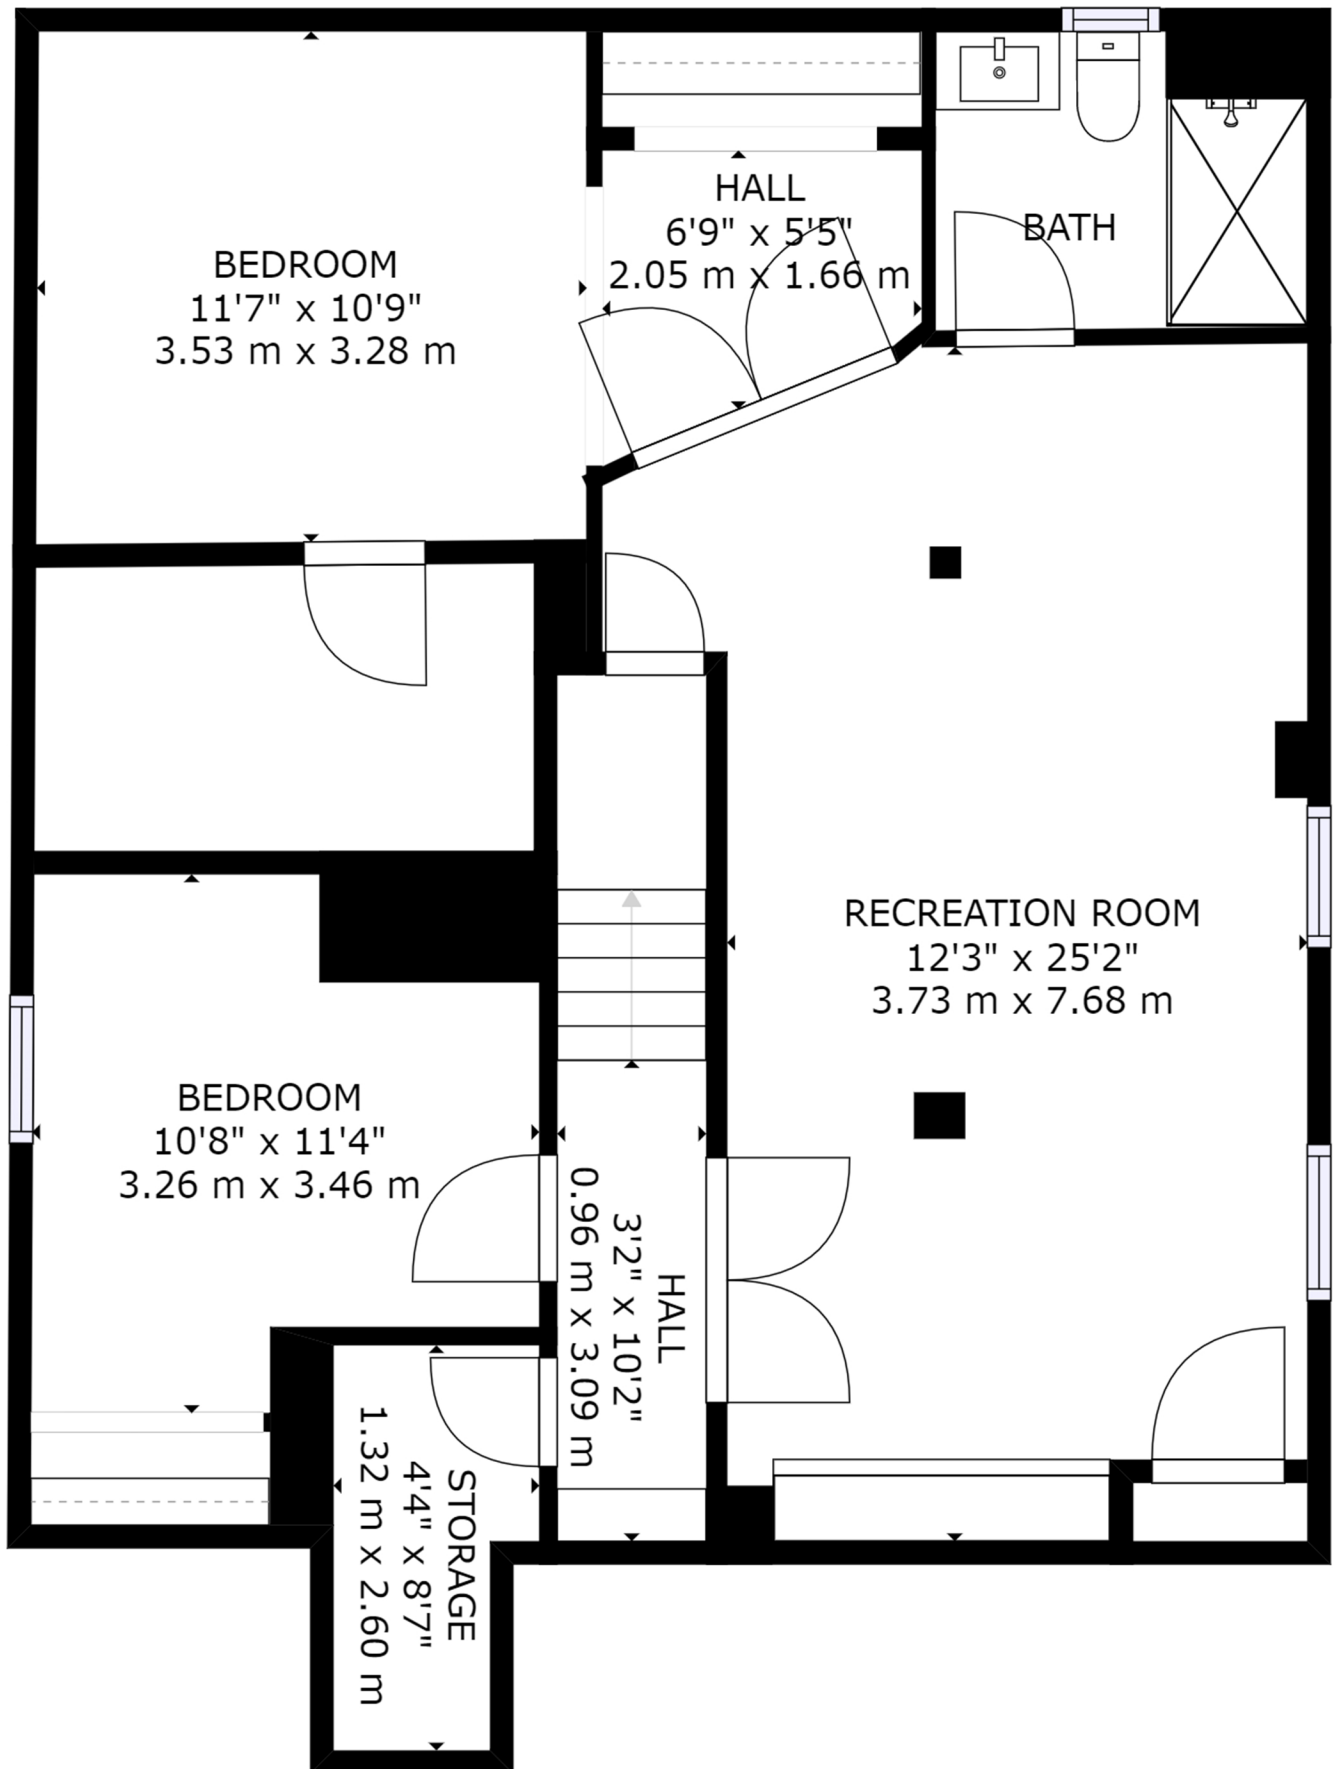 HALL
6'9" x 5'5"
2.05 m x 1.66 m
BATH
BEDROOM
11'7" x 10'9"
3.53 m x 3.28 m
RECREATION ROOM
12'3" x 25'2"
3.73 m x 7.68 m
BEDROOM
10'8" x 11'4"
3.26 m x 3.46 m
HALL
3'2" x 10'2"
0.96 m x 3.09 m
STORAGE
4'4" x 8'7"
1.32 m x 2.60 m